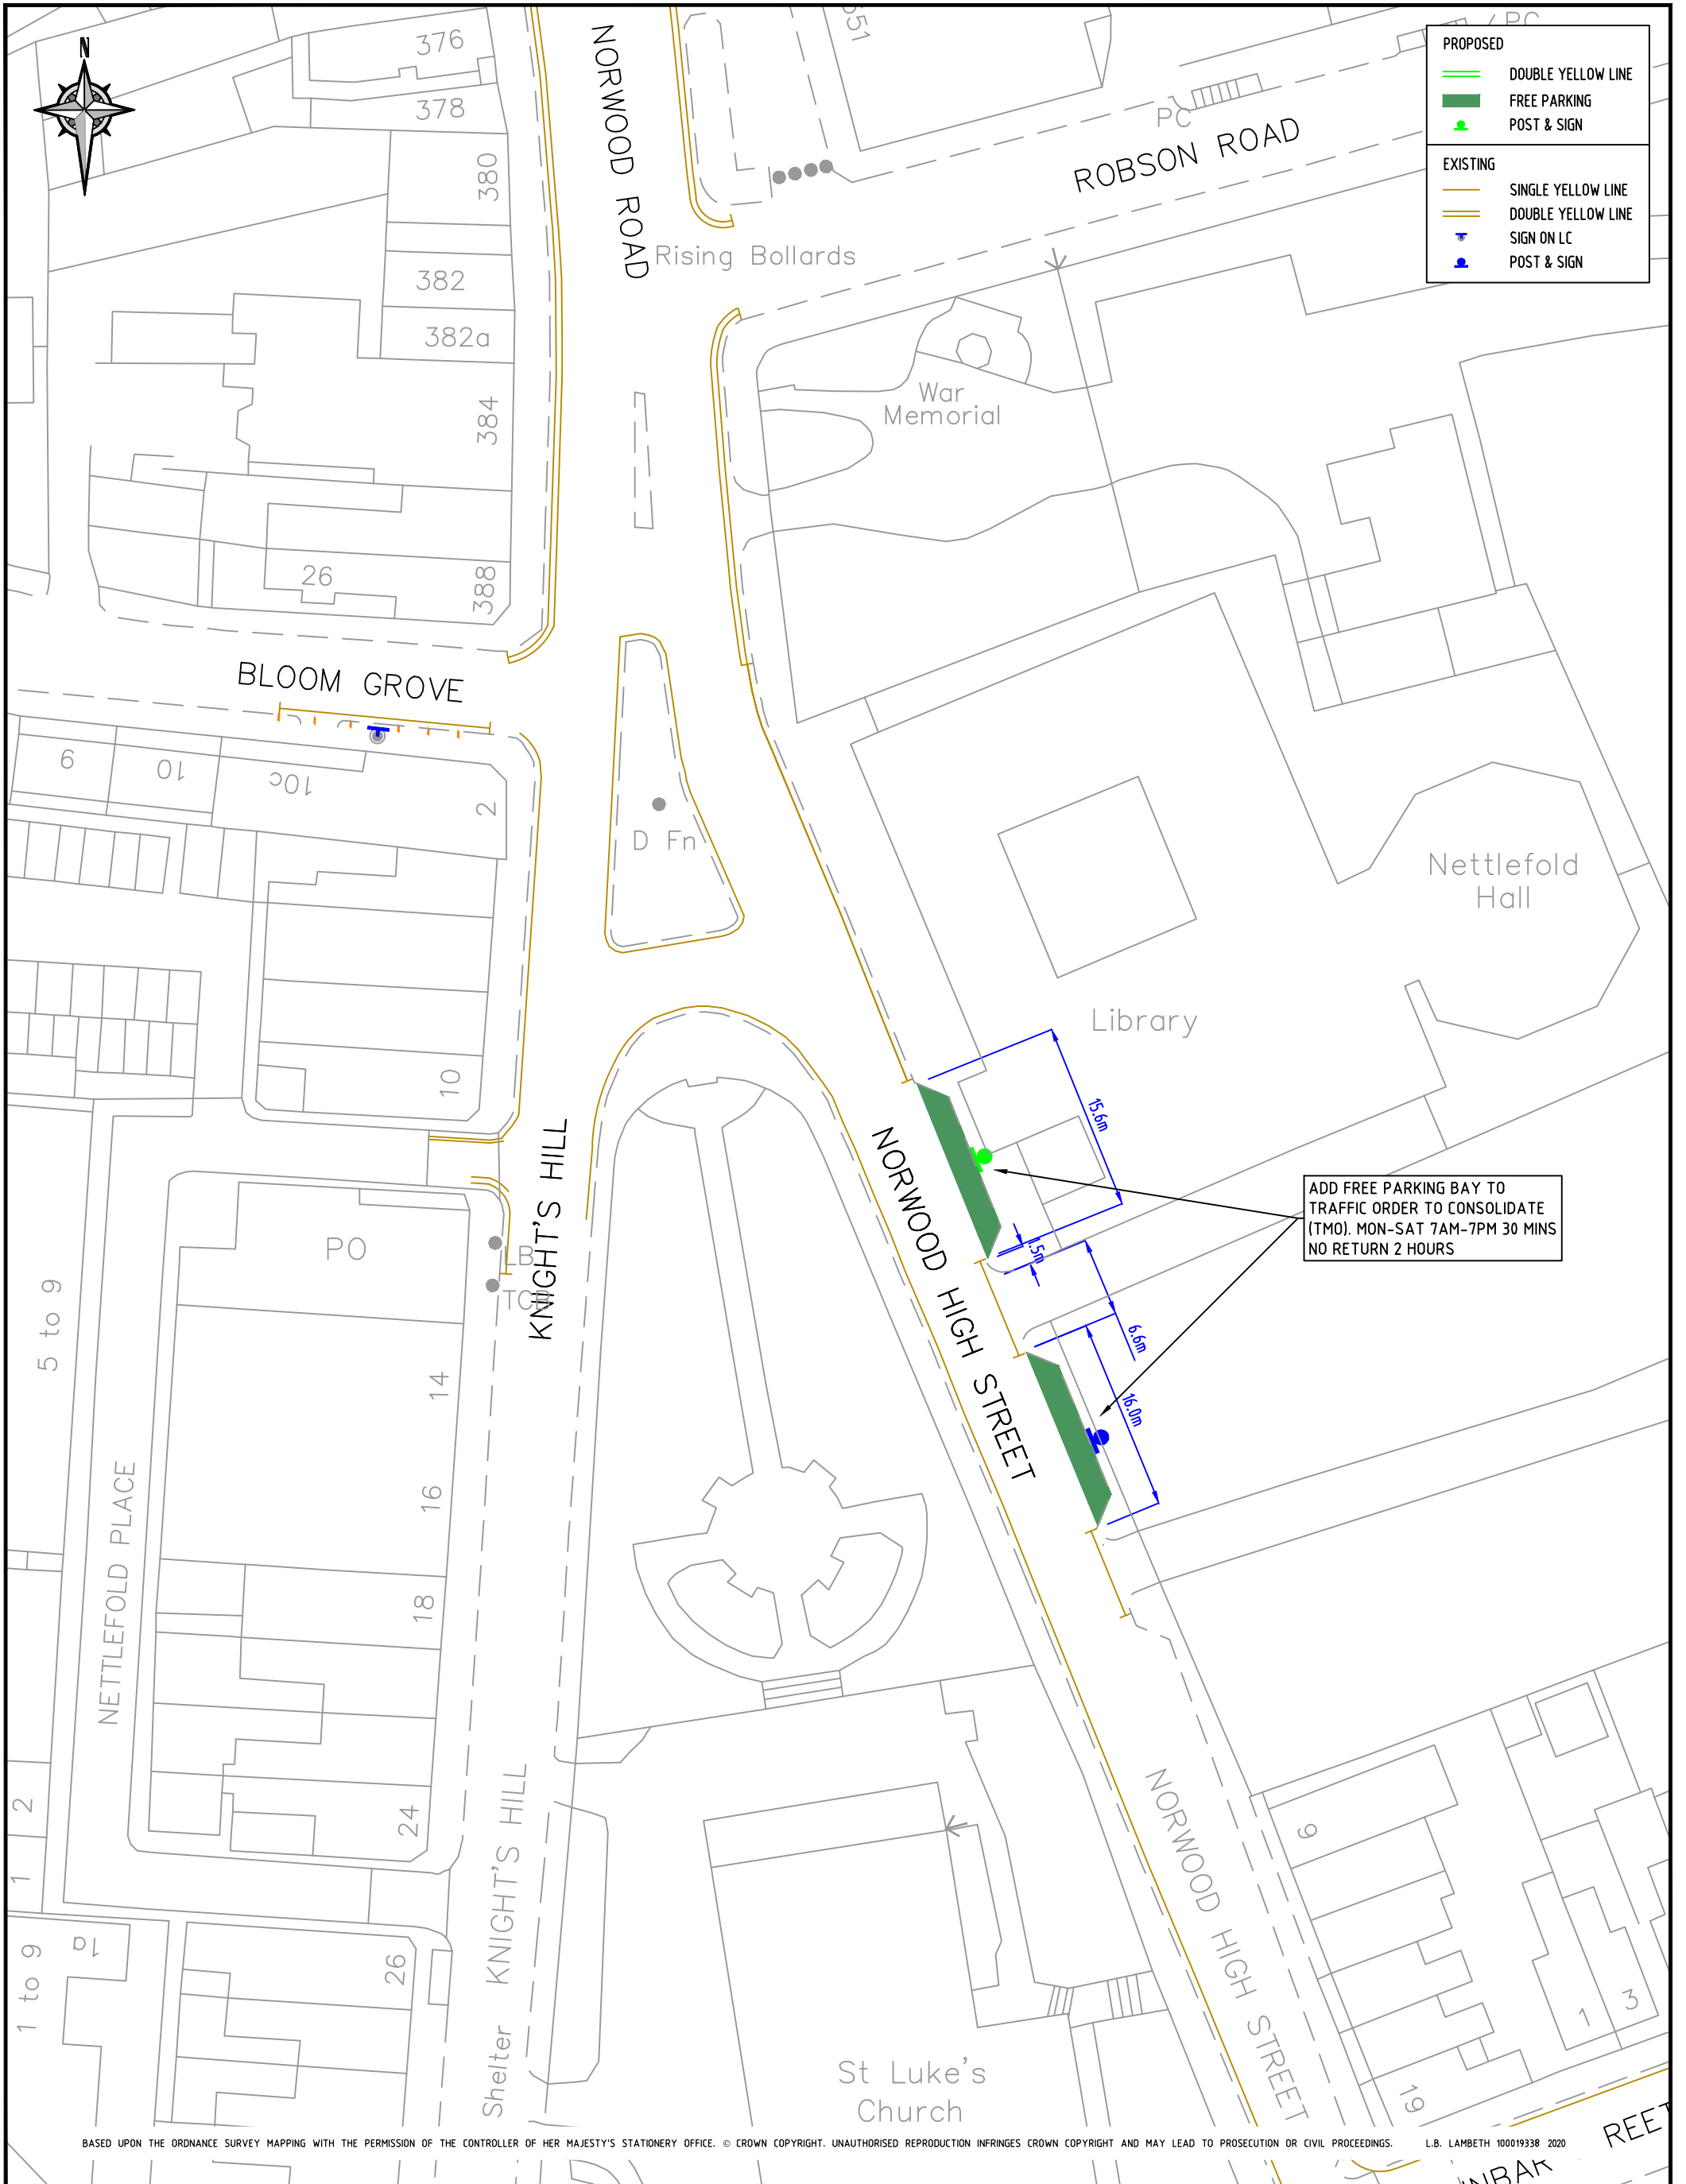 N
376
378
380
382
382a
384
388
26
NORWOOD ROAD
551
PC
PC
ROBSON ROAD
PROPOSED
DOUBLE YELLOW LINE
FREE PARKING
POST & SIGN
EXISTING
SINGLE YELLOW LINE
DOUBLE YELLOW LINE
SIGN ON LC
POST & SIGN
Rising Bollards
War
Memorial
BLOOM GROVE
9
10
10c
2
D Fn
Nettlefold
Hall
Library
10
KNIGHT'S HILL
NORWOOD HIGH STREET
15.6m
.5m
6.6m
16.0m
ADD FREE PARKING BAY TO
TRAFFIC ORDER TO CONSOLIDATE
(TMO). MON-SAT 7AM-7PM 30 MINS
NO RETURN 2 HOURS
PO
LB
TCB
5 to 9
14
16
18
24
NETTLEFOLD PLACE
2
1
1 to 9
1a
26
KNIGHT'S HILL
Shelter
St Luke's
Church
NORWOOD HIGH STREET
9
19
1
3
REET
NBAR
BASED UPON THE ORDNANCE SURVEY MAPPING WITH THE PERMISSION OF THE CONTROLLER OF HER MAJESTY'S STATIONERY OFFICE. © CROWN COPYRIGHT. UNAUTHORISED REPRODUCTION INFRINGES CROWN COPYRIGHT AND MAY LEAD TO PROSECUTION OR CIVIL PROCEEDINGS. L.B. LAMBETH 100019338 2020